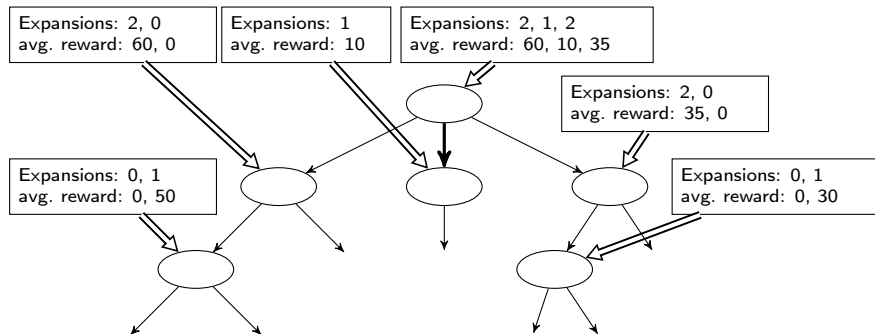 Expansions: 2, 0
avg. reward: 60, 0
Expansions: 1
avg. reward: 10
Expansions: 2, 1, 2
avg. reward: 60, 10, 35
Expansions: 2, 0
avg. reward: 35, 0
Expansions: 0, 1
avg. reward: 0, 50
Expansions: 0, 1
avg. reward: 0, 30